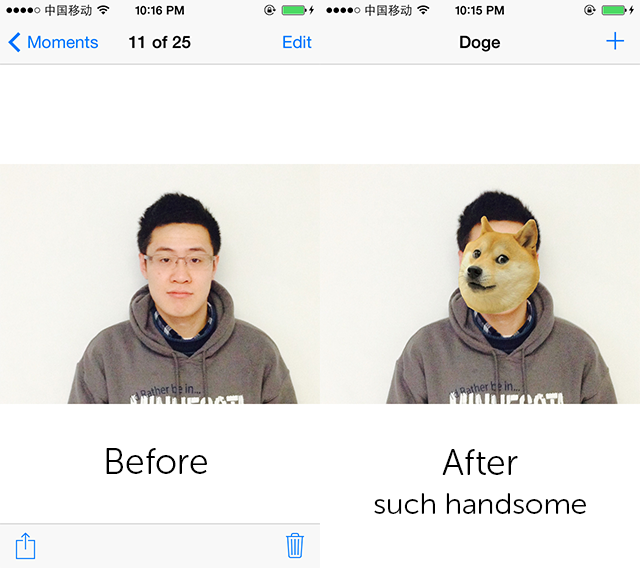 中国移动 10:16 PM
Moments 11 of 25 Edit
I'd Rather be in...
MINNESOTA
Before
中国移动 10:15 PM
Doge
I'd Rather be in...
MINNESOTA
After
such handsome